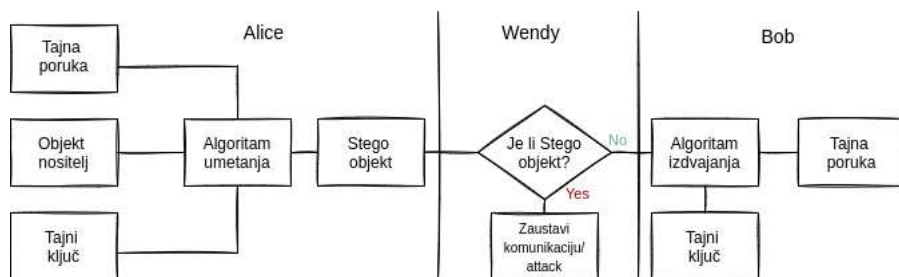 Alice
Wendy
Bob
Tajna
poruka
Objekt
nositelj
Tajni
ključ
Algoritam
umetanja
Stego
objekt
Je li Stego
objekt?
No
Yes
Zaustavi
komunikaciju/
attack
Algoritam
izdvajanja
Tajni
ključ
Tajna
poruka